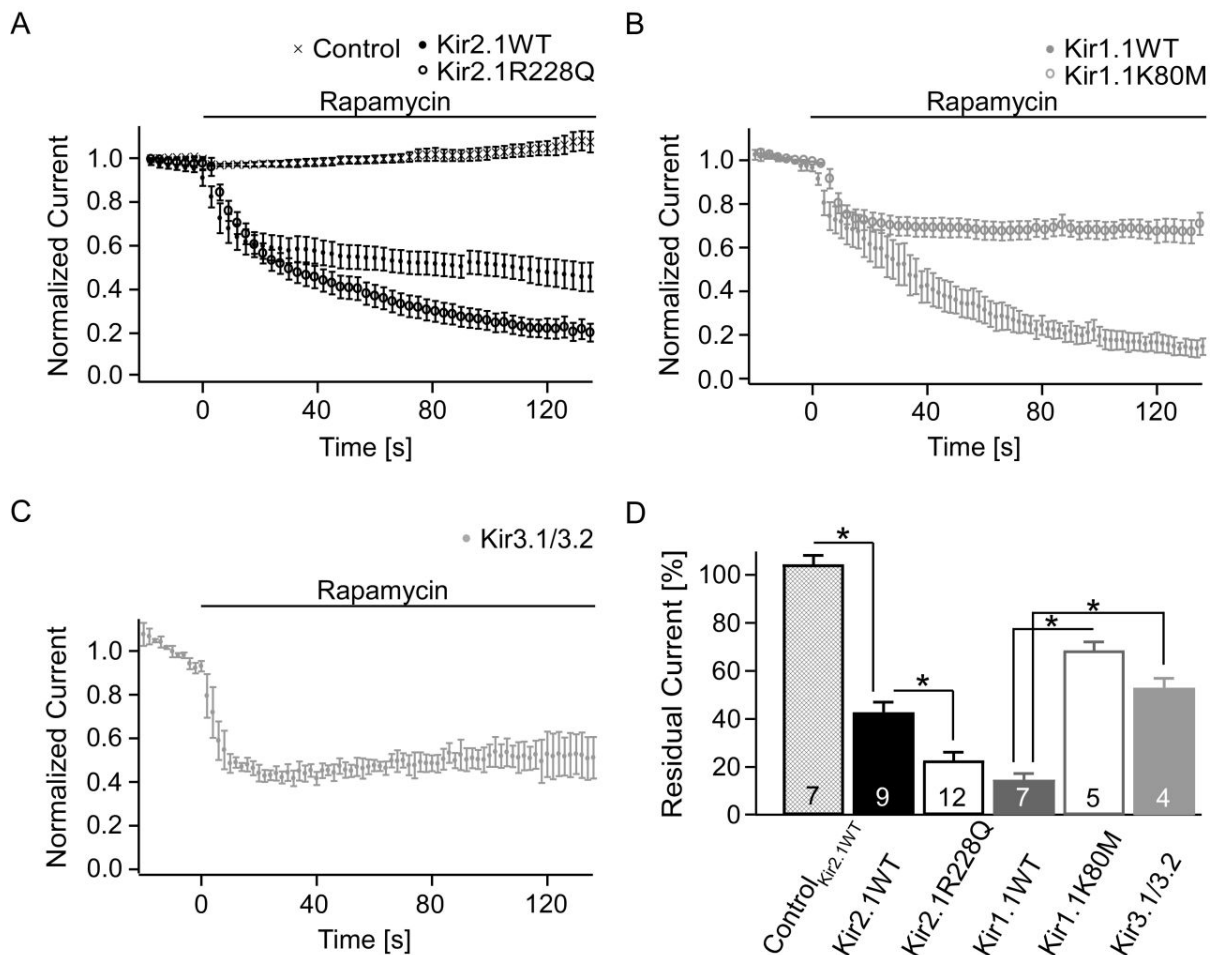 A
× Control • Kir2.1WT
o Kir2.1R228Q
Rapamycin
Normalized Current
1.0
0.8
0.6
0.4
0.2
0.0
0 40 80 120
Time [s]
B
• Kir1.1WT
o Kir1.1K80M
Rapamycin
Normalized Current
1.0
0.8
0.6
0.4
0.2
0.0
0 40 80 120
Time [s]
C
• Kir3.1/3.2
Rapamycin
Normalized Current
1.0
0.8
0.6
0.4
0.2
0.0
0 40 80 120
Time [s]
D
Residual Current [%]
100
80
60
40
20
0
* * * *
7 9 12 7 5 4
Control Kir2.1WT
Kir2.1WT
Kir2.1R228Q
Kir1.1WT
Kir1.1K80M
Kir3.1/3.2